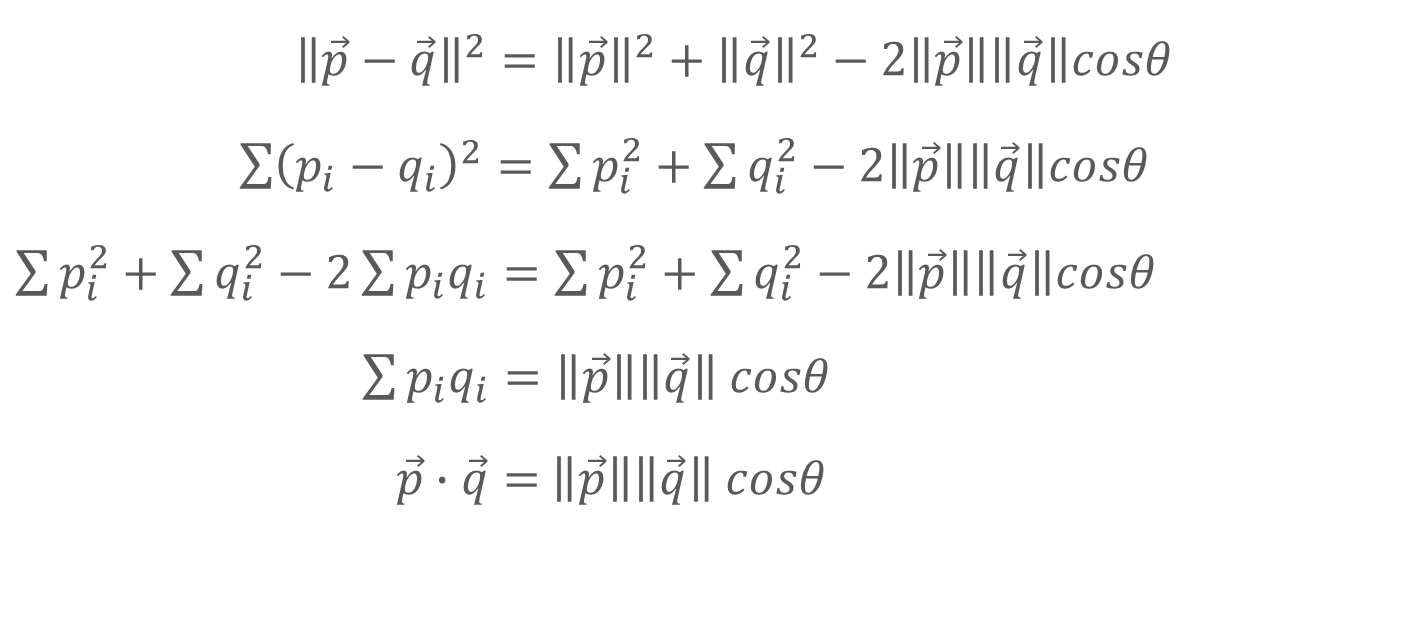 ‖p⃗ − q⃗‖² = ‖p⃗‖² + ‖q⃗‖² − 2‖p⃗‖‖q⃗‖cosθ
∑(pᵢ − qᵢ)² = ∑ pᵢ² + ∑ qᵢ² − 2‖p⃗‖‖q⃗‖cosθ
∑ pᵢ² + ∑ qᵢ² − 2 ∑ pᵢqᵢ = ∑ pᵢ² + ∑ qᵢ² − 2‖p⃗‖‖q⃗‖cosθ
∑ pᵢqᵢ = ‖p⃗‖‖q⃗‖ cosθ
p⃗ · q⃗ = ‖p⃗‖‖q⃗‖ cosθ